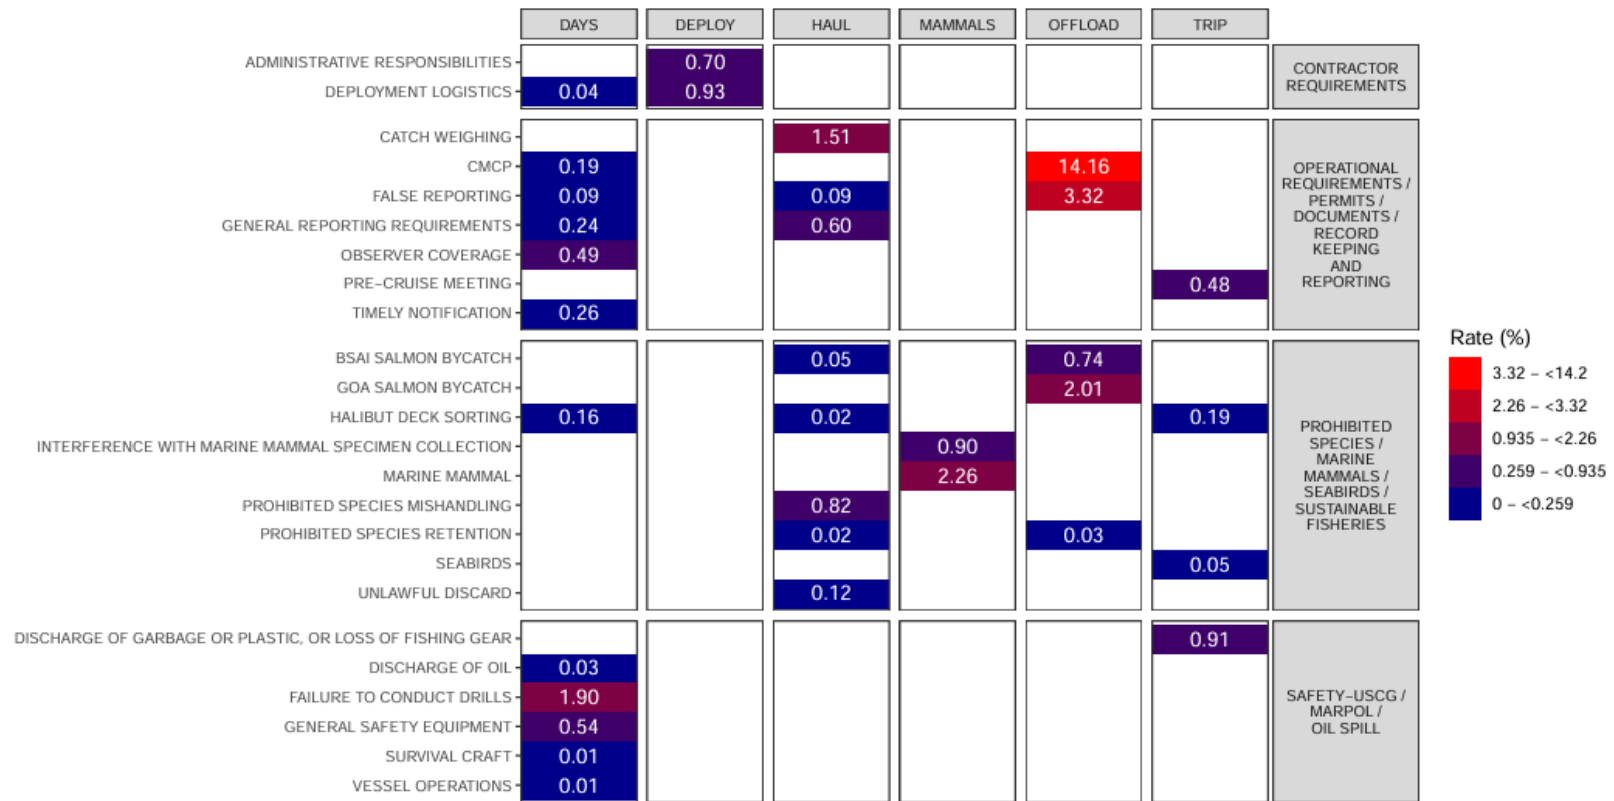 DAYS DEPLOY HAUL MAMMALS OFFLOAD TRIP
ADMINISTRATIVE RESPONSIBILITIES 0.70
DEPLOYMENT LOGISTICS 0.04 0.93
CONTRACTOR
REQUIREMENTS
CATCH WEIGHING 1.51
CMCP 0.19 14.16
FALSE REPORTING 0.09 0.09 3.32
GENERAL REPORTING REQUIREMENTS 0.24 0.60
OBSERVER COVERAGE 0.49
PRE-CRUISE MEETING 0.48
TIMELY NOTIFICATION 0.26
OPERATIONAL
REQUIREMENTS /
PERMITS /
DOCUMENTS /
RECORD
KEEPING
AND
REPORTING
BSAI SALMON BYCATCH 0.05 0.74
GOA SALMON BYCATCH 2.01
HALIBUT DECK SORTING 0.16 0.02 0.19
INTERFERENCE WITH MARINE MAMMAL SPECIMEN COLLECTION 0.90
MARINE MAMMAL 2.26
PROHIBITED SPECIES MISHANDLING 0.82
PROHIBITED SPECIES RETENTION 0.02 0.03
SEABIRDS 0.05
UNLAWFUL DISCARD 0.12
PROHIBITED
SPECIES /
MARINE
MAMMALS /
SEABIRDS /
SUSTAINABLE
FISHERIES
DISCHARGE OF GARBAGE OR PLASTIC, OR LOSS OF FISHING GEAR 0.91
DISCHARGE OF OIL 0.03
FAILURE TO CONDUCT DRILLS 1.90
GENERAL SAFETY EQUIPMENT 0.54
SURVIVAL CRAFT 0.01
VESSEL OPERATIONS 0.01
SAFETY-USCG /
MARPOL /
OIL SPILL
Rate (%)
3.32 - <14.2
2.26 - <3.32
0.935 - <2.26
0.259 - <0.935
0 - <0.259